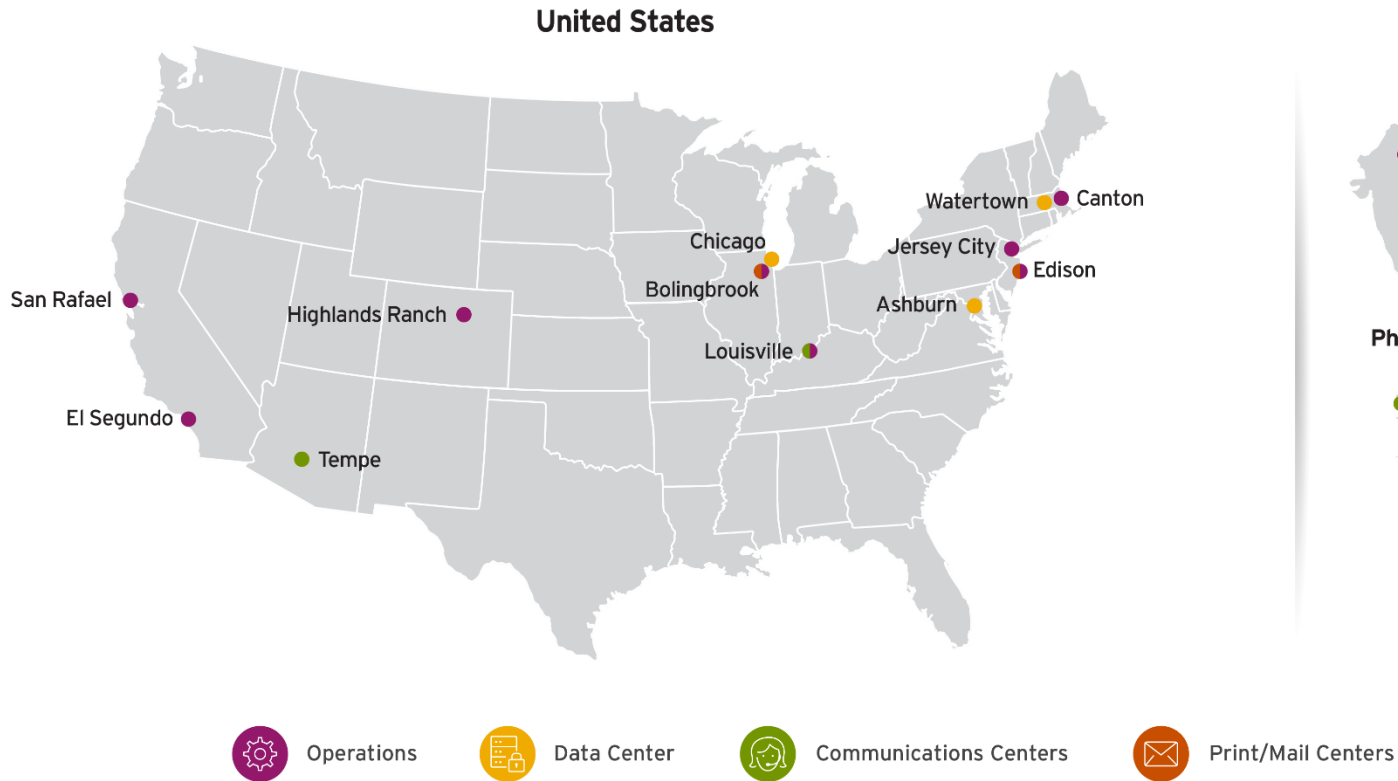 United States
Watertown
Canton
Chicago
Jersey City
Bolingbrook
Edison
San Rafael
Highlands Ranch
Ashburn
Louisville
Ph
El Segundo
Tempe
Operations
Data Center
Communications Centers
Print/Mail Centers